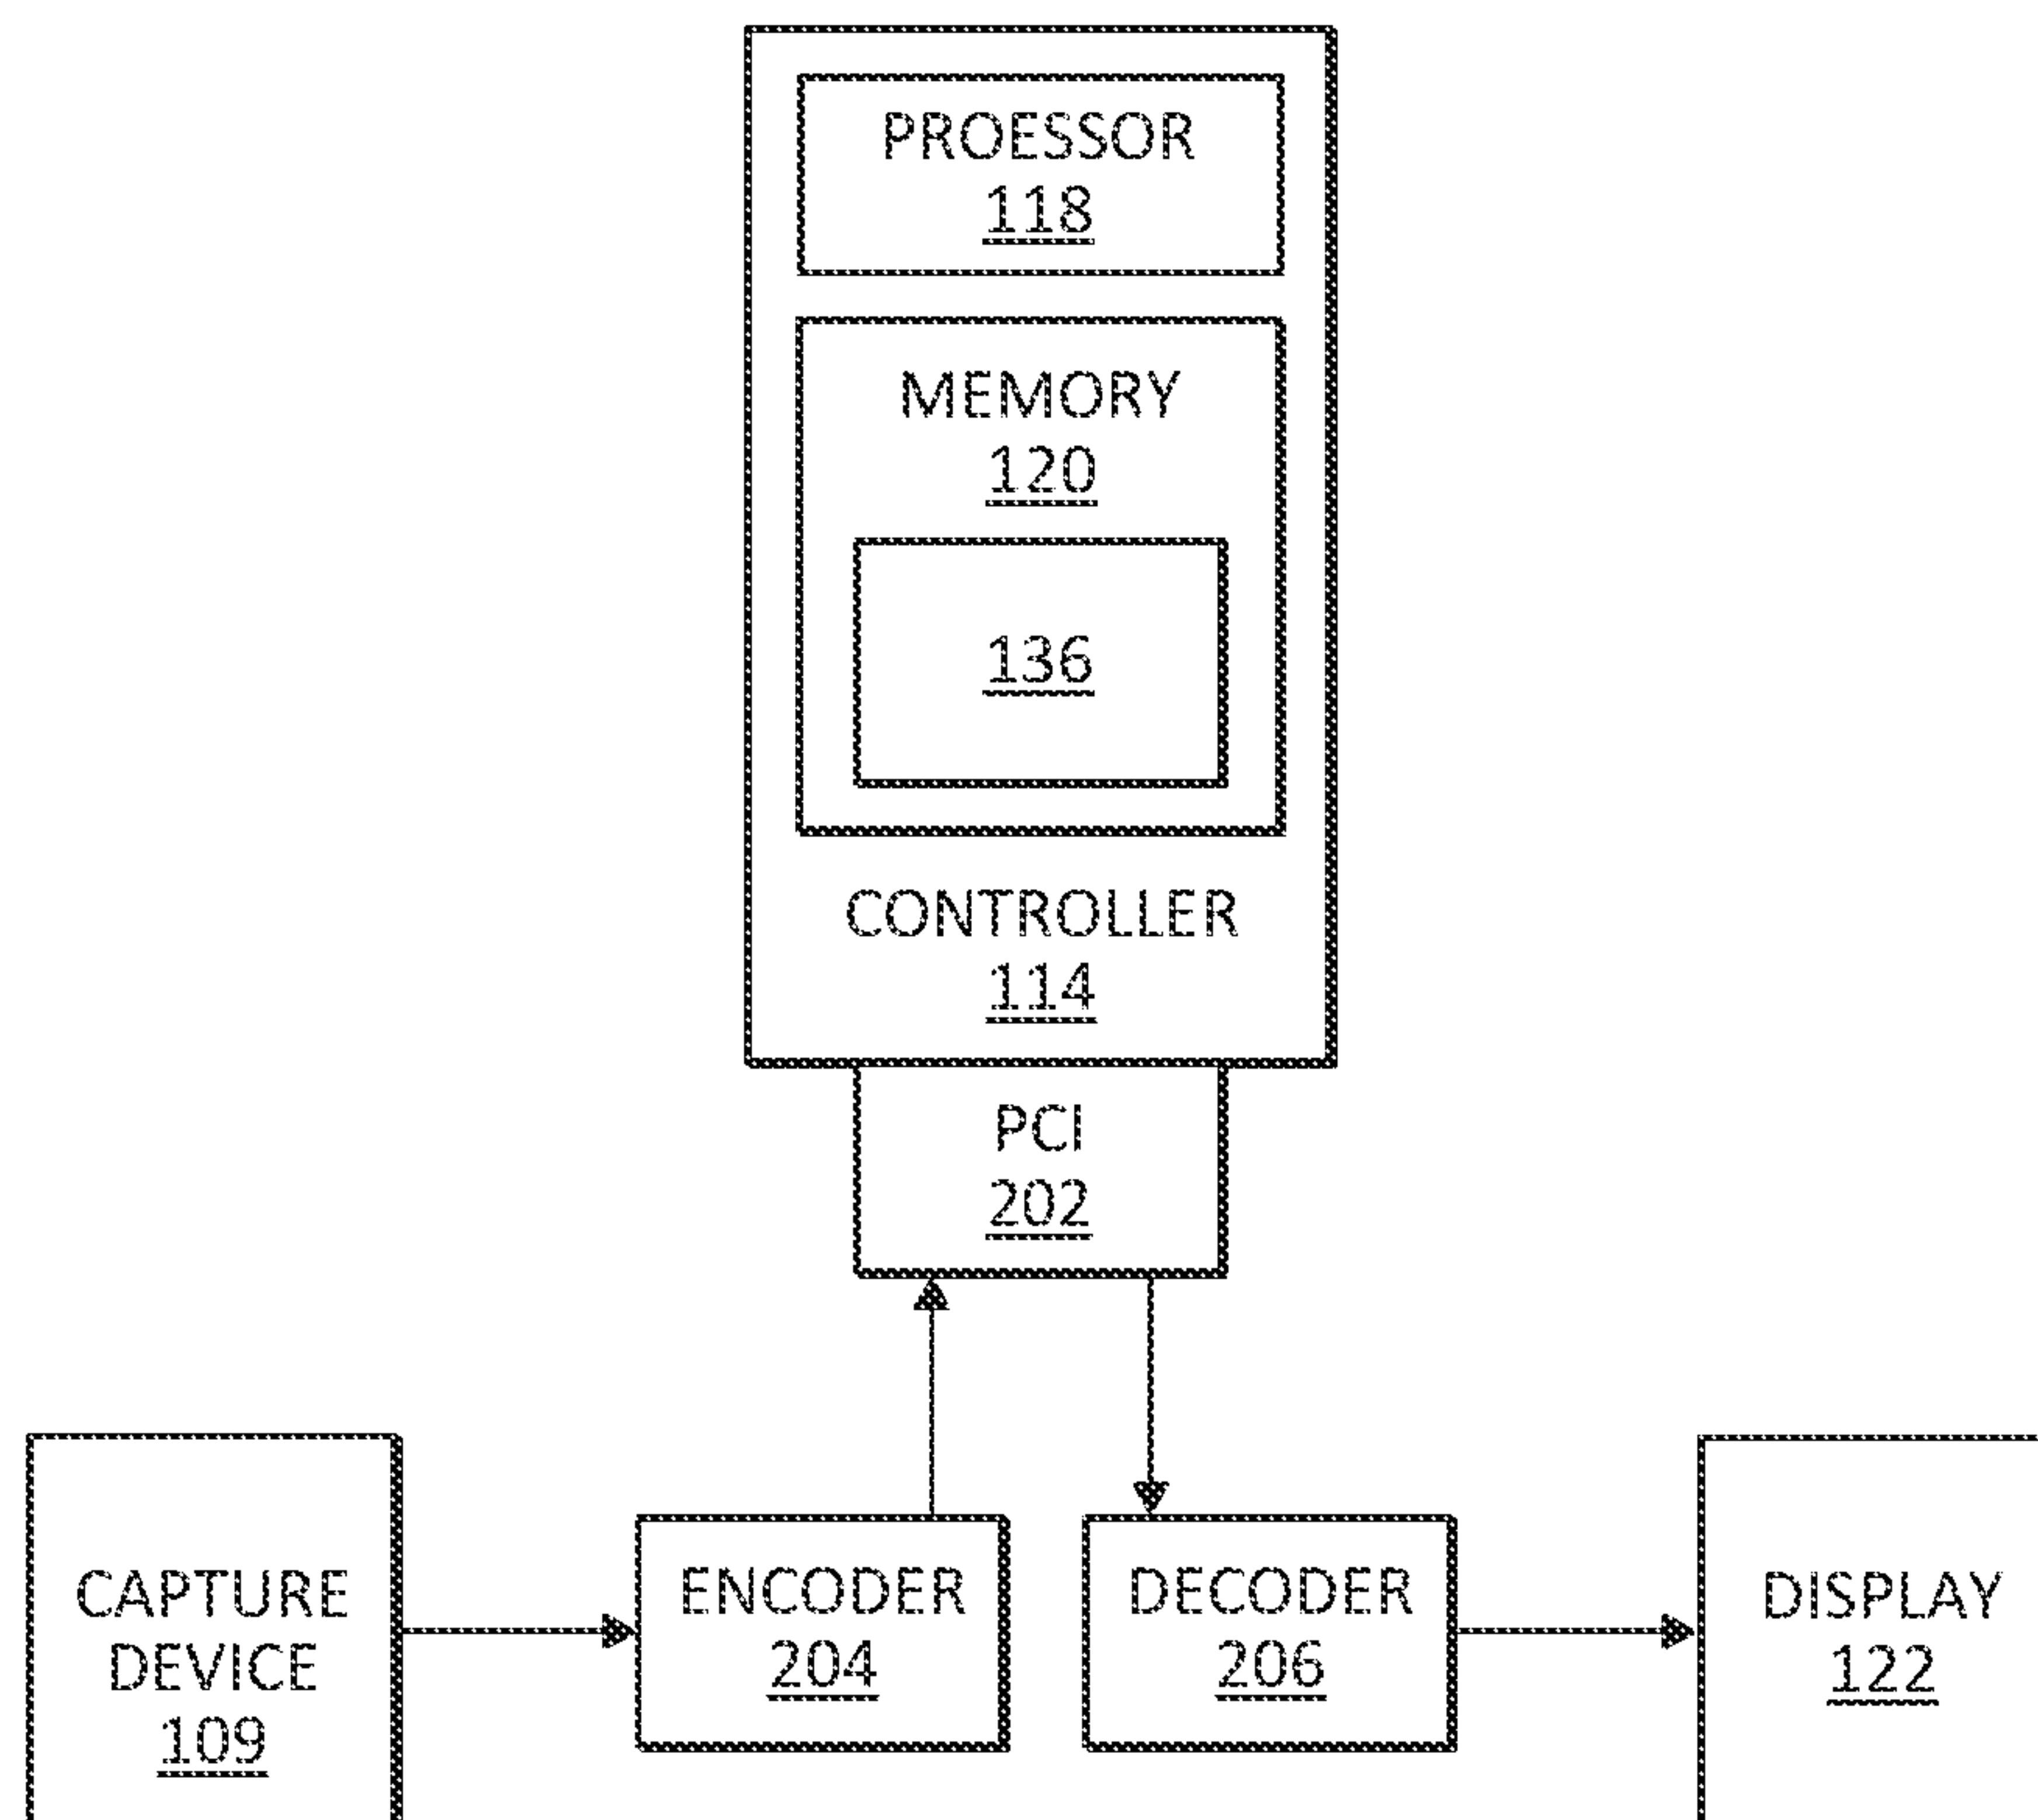 PROESSOR
118
MEMORY
120
136
CONTROLLER
114
PCI
202
CAPTURE
DEVICE
109
ENCODER
204
DECODER
206
DISPLAY
122